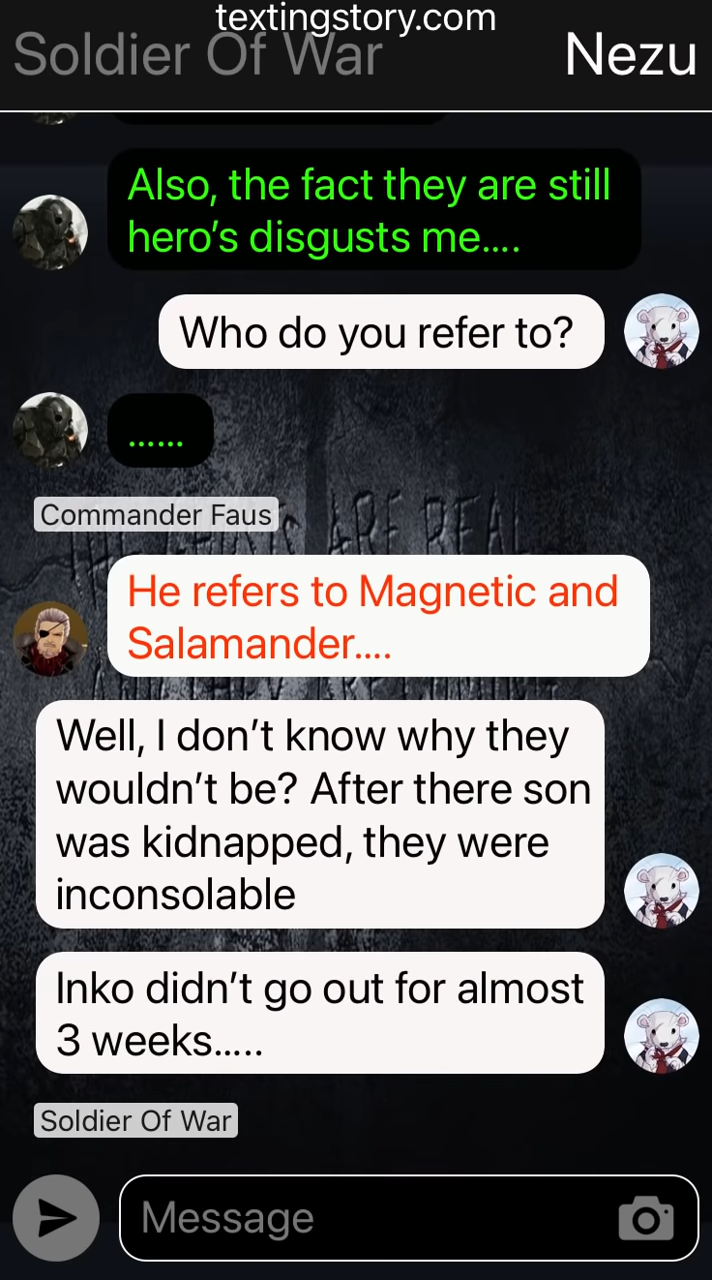 textingstory.com
Soldier Of War
Nezu
Also, the fact they are still
hero's disgusts me....
Who do you refer to?
......
Commander Faus
ARE REAL
He refers to Magnetic and
Salamander....
Well, I don't know why they
wouldn't be? After there son
was kidnapped, they were
inconsolable
Inko didn't go out for almost
3 weeks.....
Soldier Of War
Message